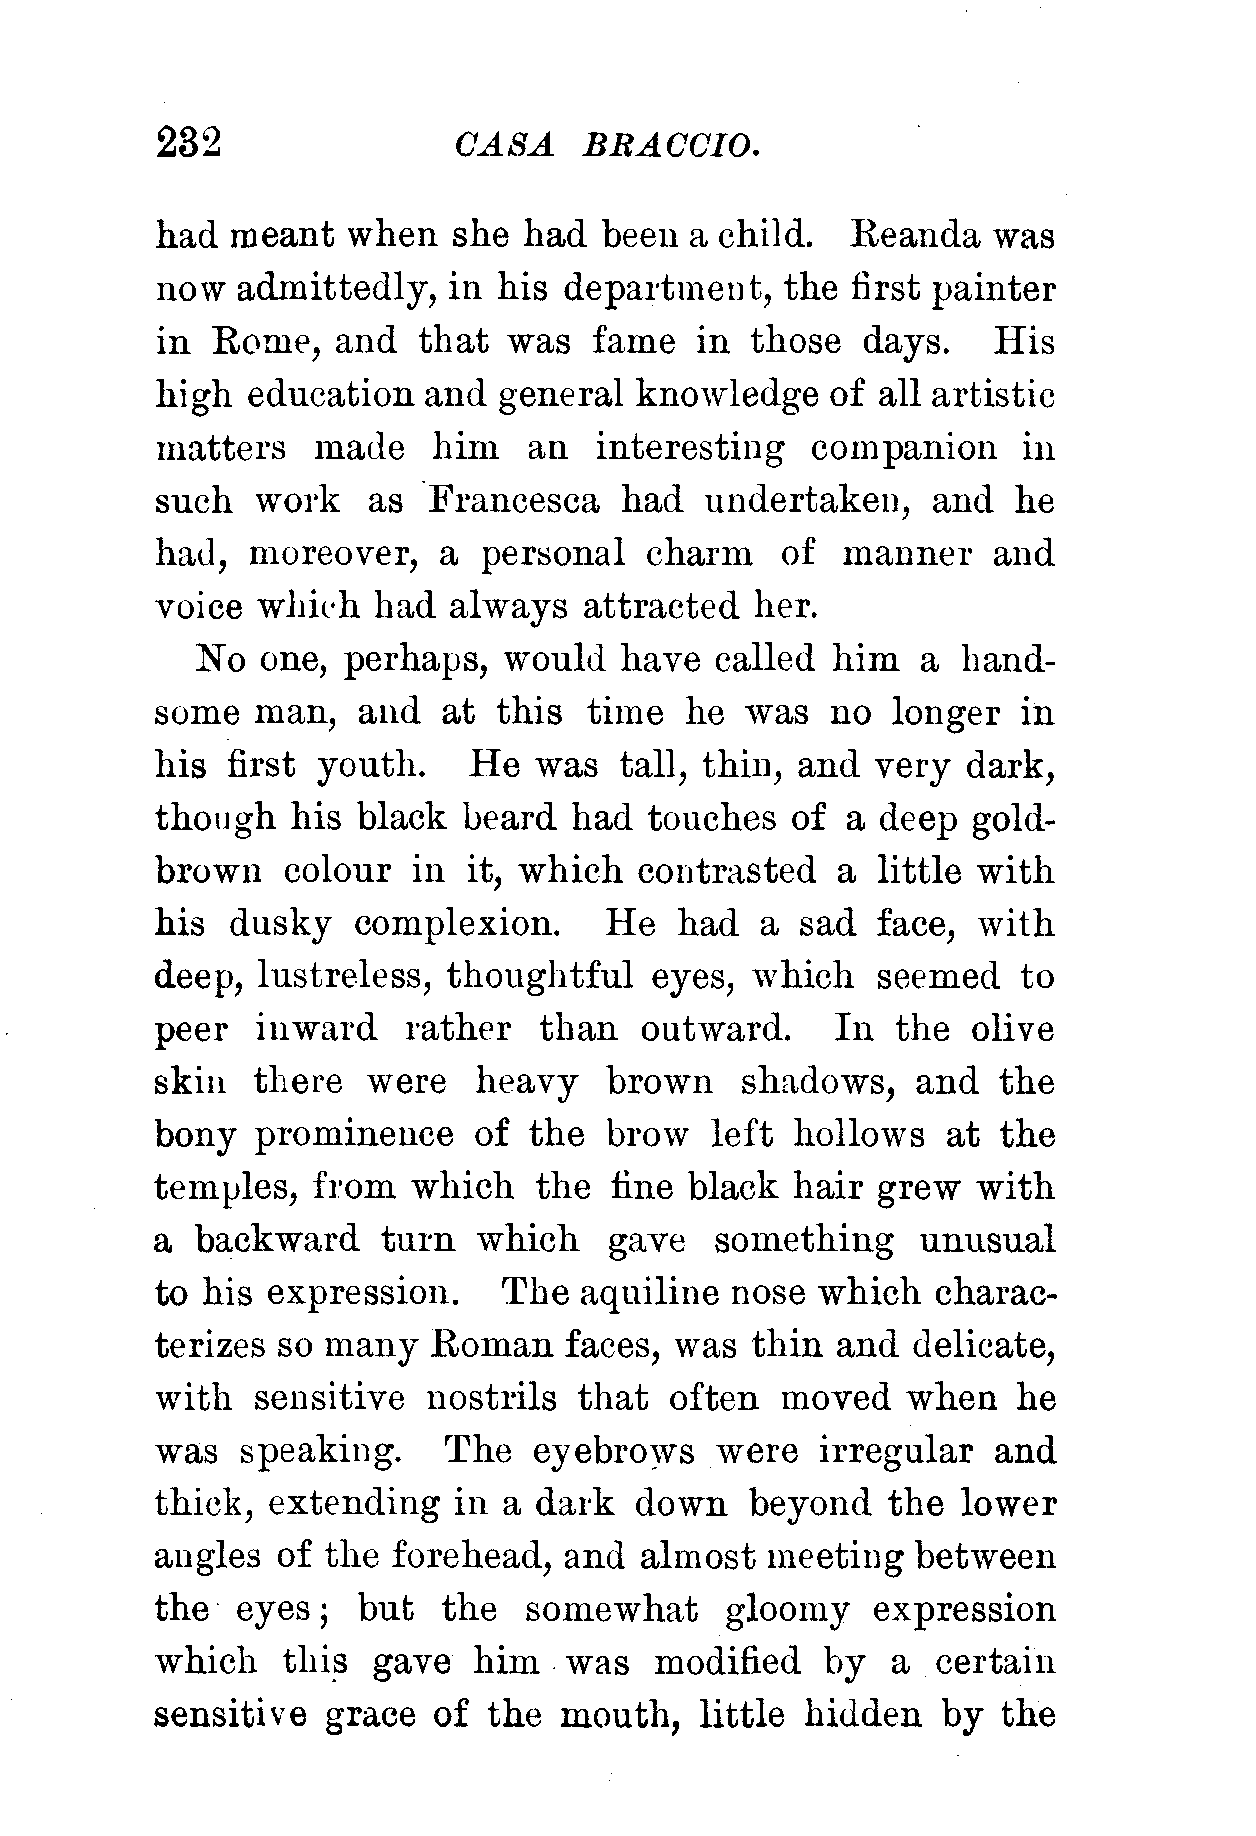 232 CASA BRACCIO.
had meant when she had been a child. Reanda was
now admittedly, in his department, the first painter
in Rome, and that was fame in those days. His
high education and general knowledge of all artistic
matters made him an interesting companion in
such work as Francesca had undertaken, and he
had, moreover, a personal charm of manner and
voice which had always attracted her.
No one, perhaps, would have called him a hand-
some man, and at this time he was no longer in
his first youth. He was tall, thin, and very dark,
though his black beard had touches of a deep gold-
brown colour in it, which contrasted a little with
his dusky complexion. He had a sad face, with
deep, lustreless, thoughtful eyes, which seemed to
peer inward rather than outward. In the olive
skin there were heavy brown shadows, and the
bony prominence of the brow left hollows at the
temples, from which the fine black hair grew with
a backward turn which gave something unusual
to his expression. The aquiline nose which charac-
terizes so many Roman faces, was thin and delicate,
with sensitive nostrils that often moved when he
was speaking. The eyebrows were irregular and
thick, extending in a dark down beyond the lower
angles of the forehead, and almost meeting between
the eyes; but the somewhat gloomy expression
which this gave him was modified by a certain
sensitive grace of the mouth, little hidden by the